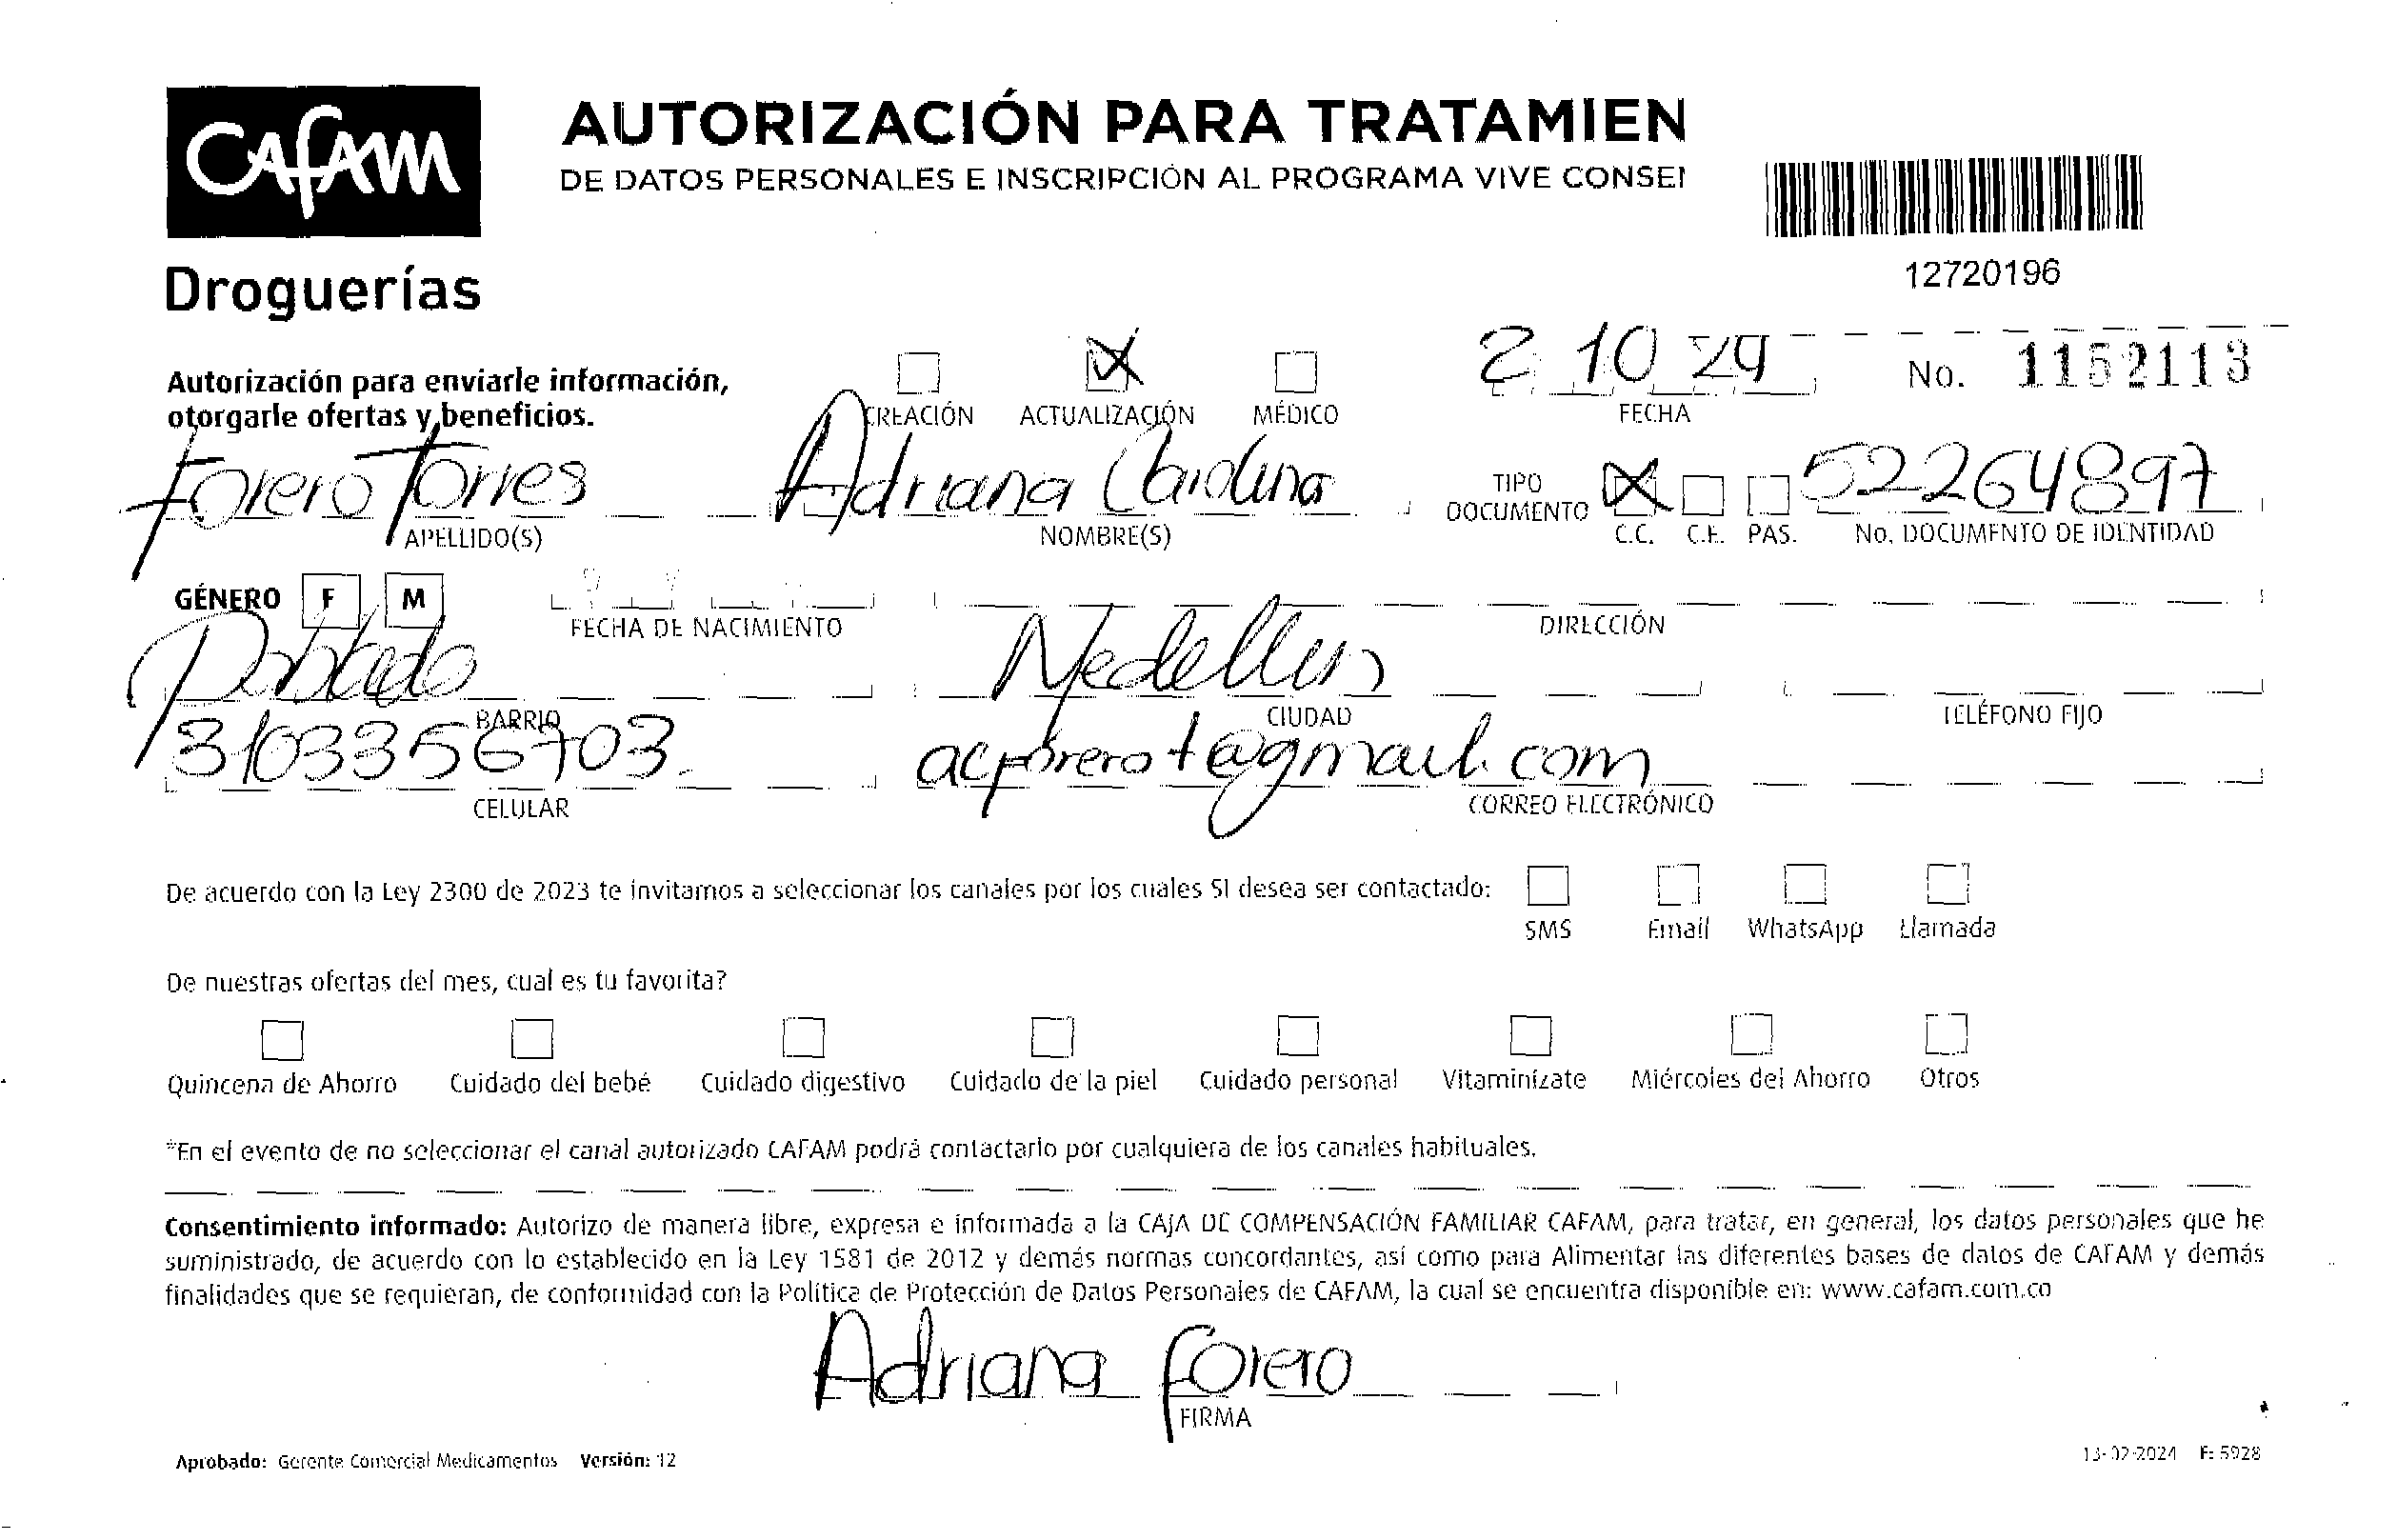 CAFAM
Droguerías
AUTORIZACIÓN PARA TRATAMIEN
DE DATOS PERSONALES E INSCRIPCIÓN AL PROGRAMA VIVE CONSE
12720196
Autorización para enviarle información,
otorgarle ofertas y beneficios.
CREACIÓN ACTUALIZACIÓN MÉDICO
2 10 24
FECHA
No. 1152113
Forero Torres Adriana Carolina
APELLIDO(S) NOMBRE(S)
TIPO DOCUMENTO C.C. C.E. PAS.
52264897
No. DOCUMENTO DE IDENTIDAD
GÉNERO F M
FECHA DE NACIMIENTO DIRECCIÓN
Poblado Medellin
BARRIO CIUDAD TELÉFONO FIJO
3103356703 acforerot@gmail.com
CELULAR CORREO ELECTRÓNICO
De acuerdo con la Ley 2300 de 2023 te invitamos a seleccionar los canales por los cuales SI desea ser contactado:
SMS Email WhatsApp Llamada
De nuestras ofertas del mes, cual es tu favorita?
Quincena de Ahorro Cuidado del bebé Cuidado digestivo Cuidado de la piel Cuidado personal Vitaminízate Miércoles del Ahorro Otros
*En el evento de no seleccionar el canal autorizado CAFAM podrá contactarlo por cualquiera de los canales habituales.
Consentimiento informado: Autorizo de manera libre, expresa e informada a la CAJA DE COMPENSACIÓN FAMILIAR CAFAM, para tratar, en general, los datos personales que he
suministrado, de acuerdo con lo establecido en la Ley 1581 de 2012 y demás normas concordantes, así como para Alimentar las diferentes bases de datos de CAFAM y demás
finalidades que se requieran, de conformidad con la Política de Protección de Datos Personales de CAFAM, la cual se encuentra disponible en: www.cafam.com.co
Adriana Forero
FIRMA
Aprobado: Gerente Comercial Medicamentos Versión: 12
13-02-2024 F: 5928